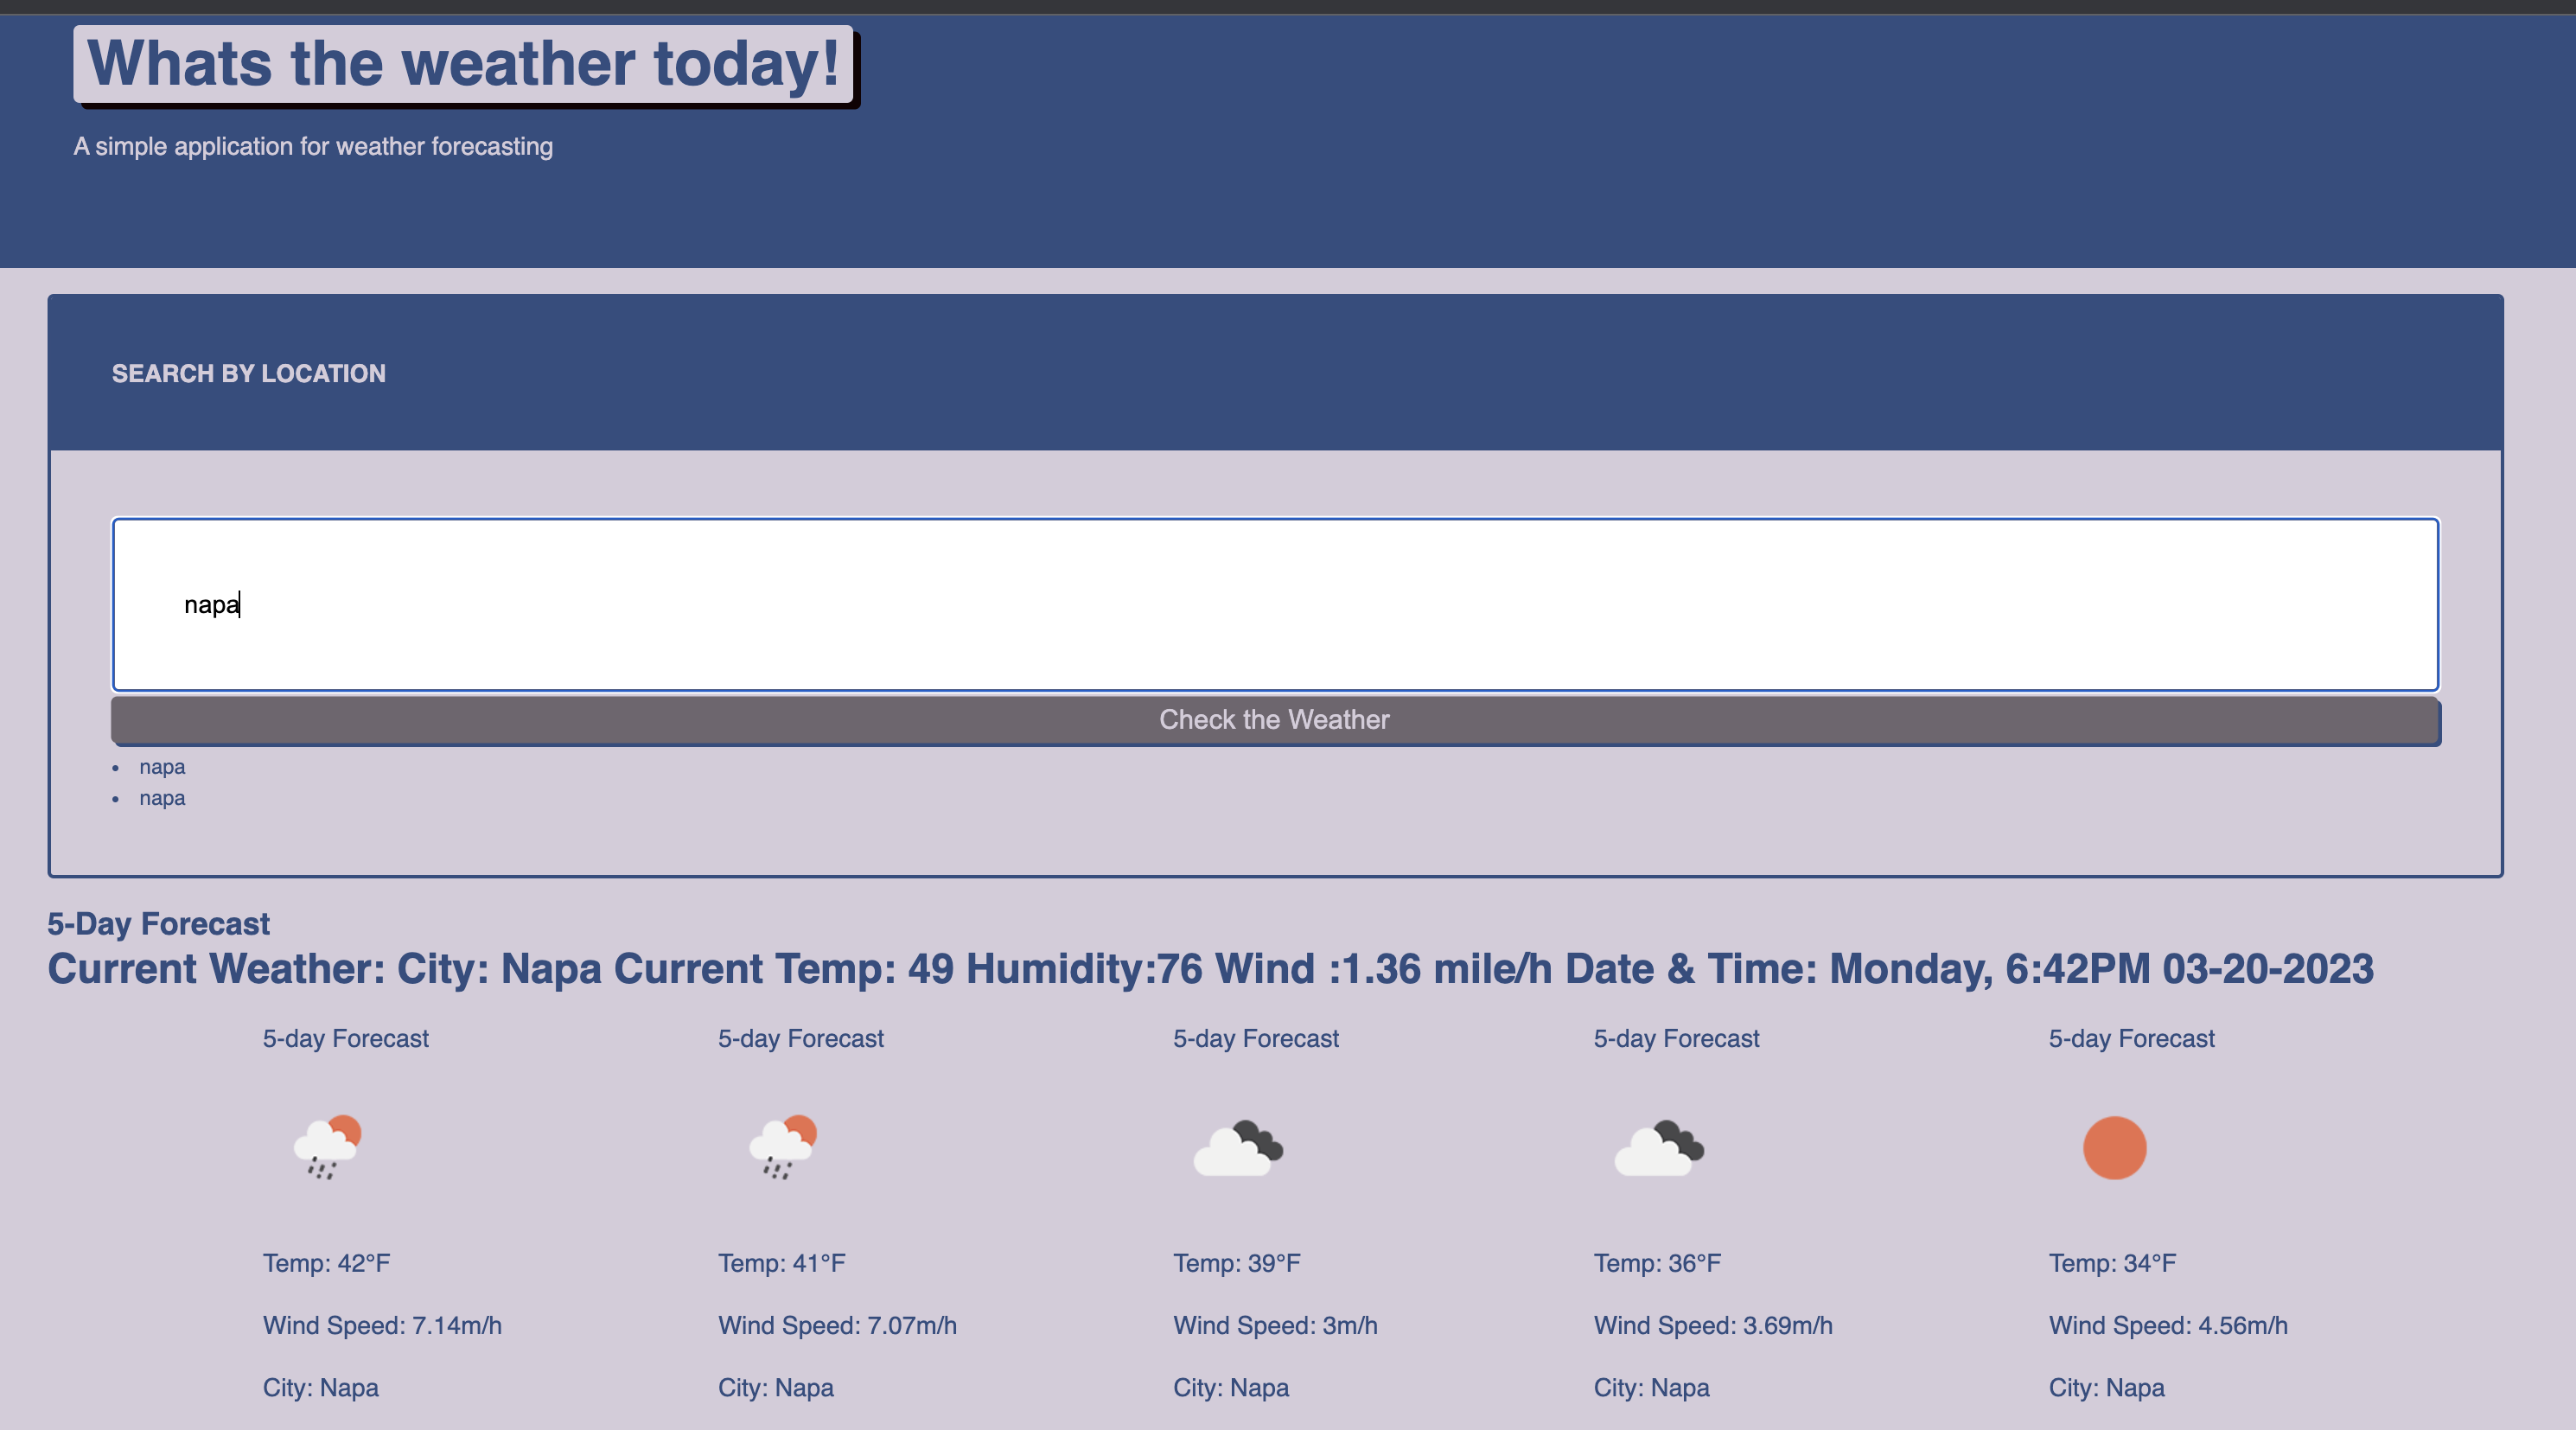 Whats the weather today!
A simple application for weather forecasting
SEARCH BY LOCATION
napa
Check the Weather
• napa
• napa
5-Day Forecast
Current Weather: City: Napa Current Temp: 49 Humidity:76 Wind :1.36 mile/h Date & Time: Monday, 6:42PM 03-20-2023
5-day Forecast 5-day Forecast 5-day Forecast 5-day Forecast 5-day Forecast
Temp: 42°F Temp: 41°F Temp: 39°F Temp: 36°F Temp: 34°F
Wind Speed: 7.14m/h Wind Speed: 7.07m/h Wind Speed: 3m/h Wind Speed: 3.69m/h Wind Speed: 4.56m/h
City: Napa City: Napa City: Napa City: Napa City: Napa